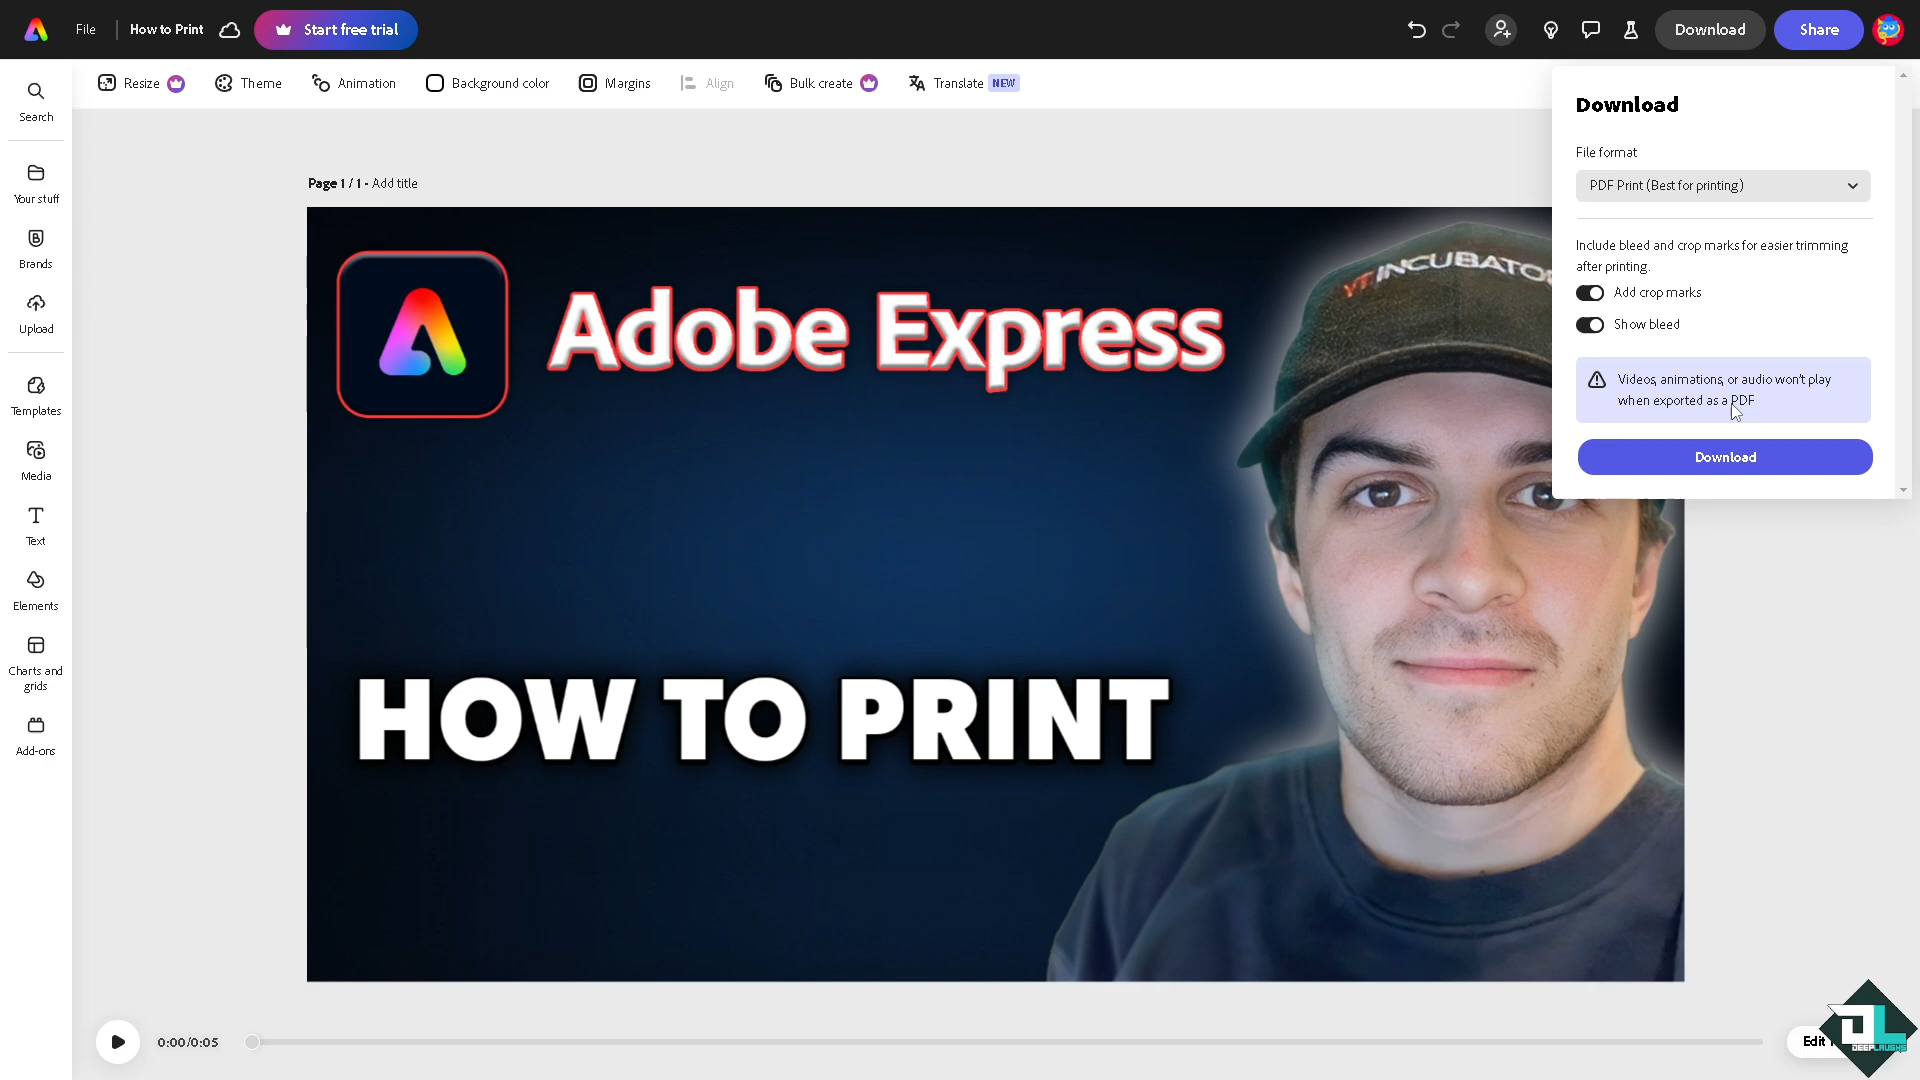 File
How to Print
Start free trial
Download
Share
Resize
Theme
Animation
Background color
Margins
Align
Bulk create
Translate NEW
Search
Your stuff
Brands
Upload
Templates
Media
Text
Elements
Charts and
grids
Add-ons
Page 1 / 1 - Add title
Adobe Express
INCUBATO
HOW TO PRINT
Download
File format
PDF Print (Best for printing)
Include bleed and crop marks for easier trimming
after printing.
Add crop marks
Show bleed
Videos, animations, or audio won't play
when exported as a PDF
Download
0:00/0:05
Edit
DEEPLAUGHS